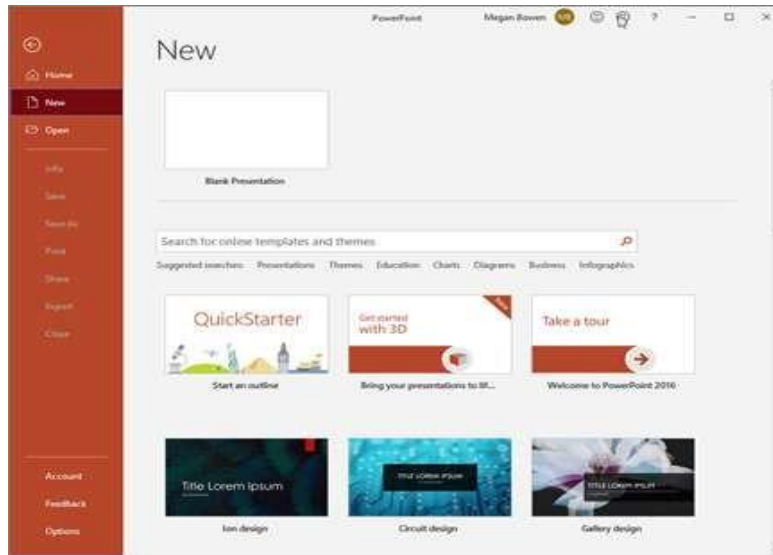 PowerPoint
Megan Bowen
?
Home
New
Open
Info
Save
Save As
Print
Share
Export
Close
Account
Feedback
Options
New
Blank Presentation
Search for online templates and themes
Suggested searches: Presentations Themes Education Charts Diagrams Business Infographics
QuickStarter
Start an outline
Get started
with 3D
New
Bring your presentations to lif...
Take a tour
Welcome to PowerPoint 2016
Title Lorem Ipsum
Ion design
TITLE LOREM IPSUM
Circuit design
TITLE LOREM IPSUM
Gallery design